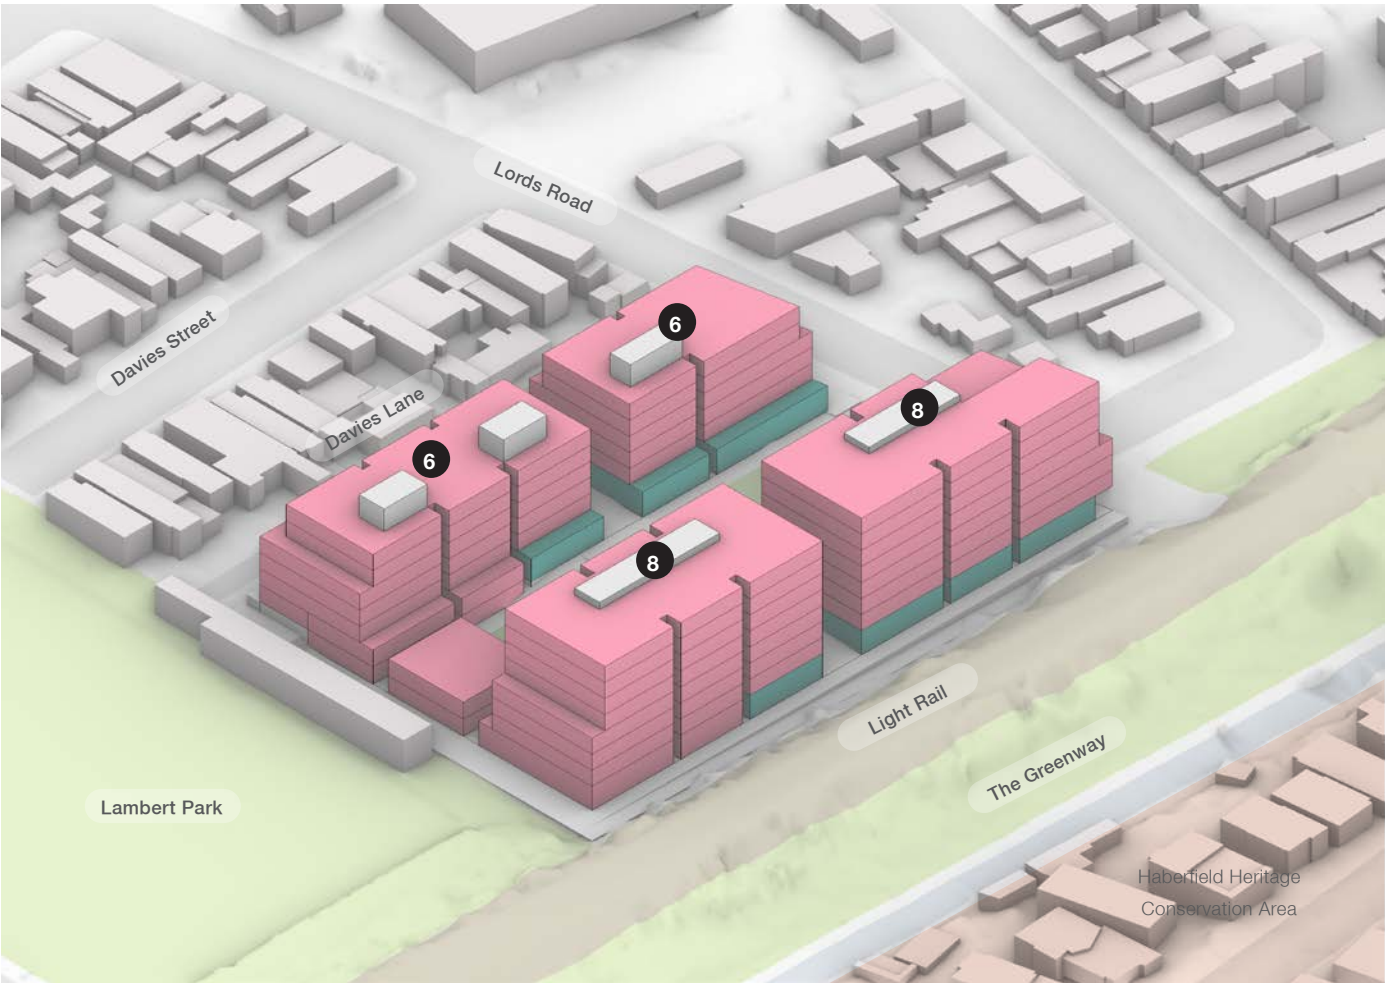 Lords Road
6
Davies Street
Davies Lane
8
6
8
Light Rail
The Greenway
Lambert Park
Haberfield Heritage
Conservation Area